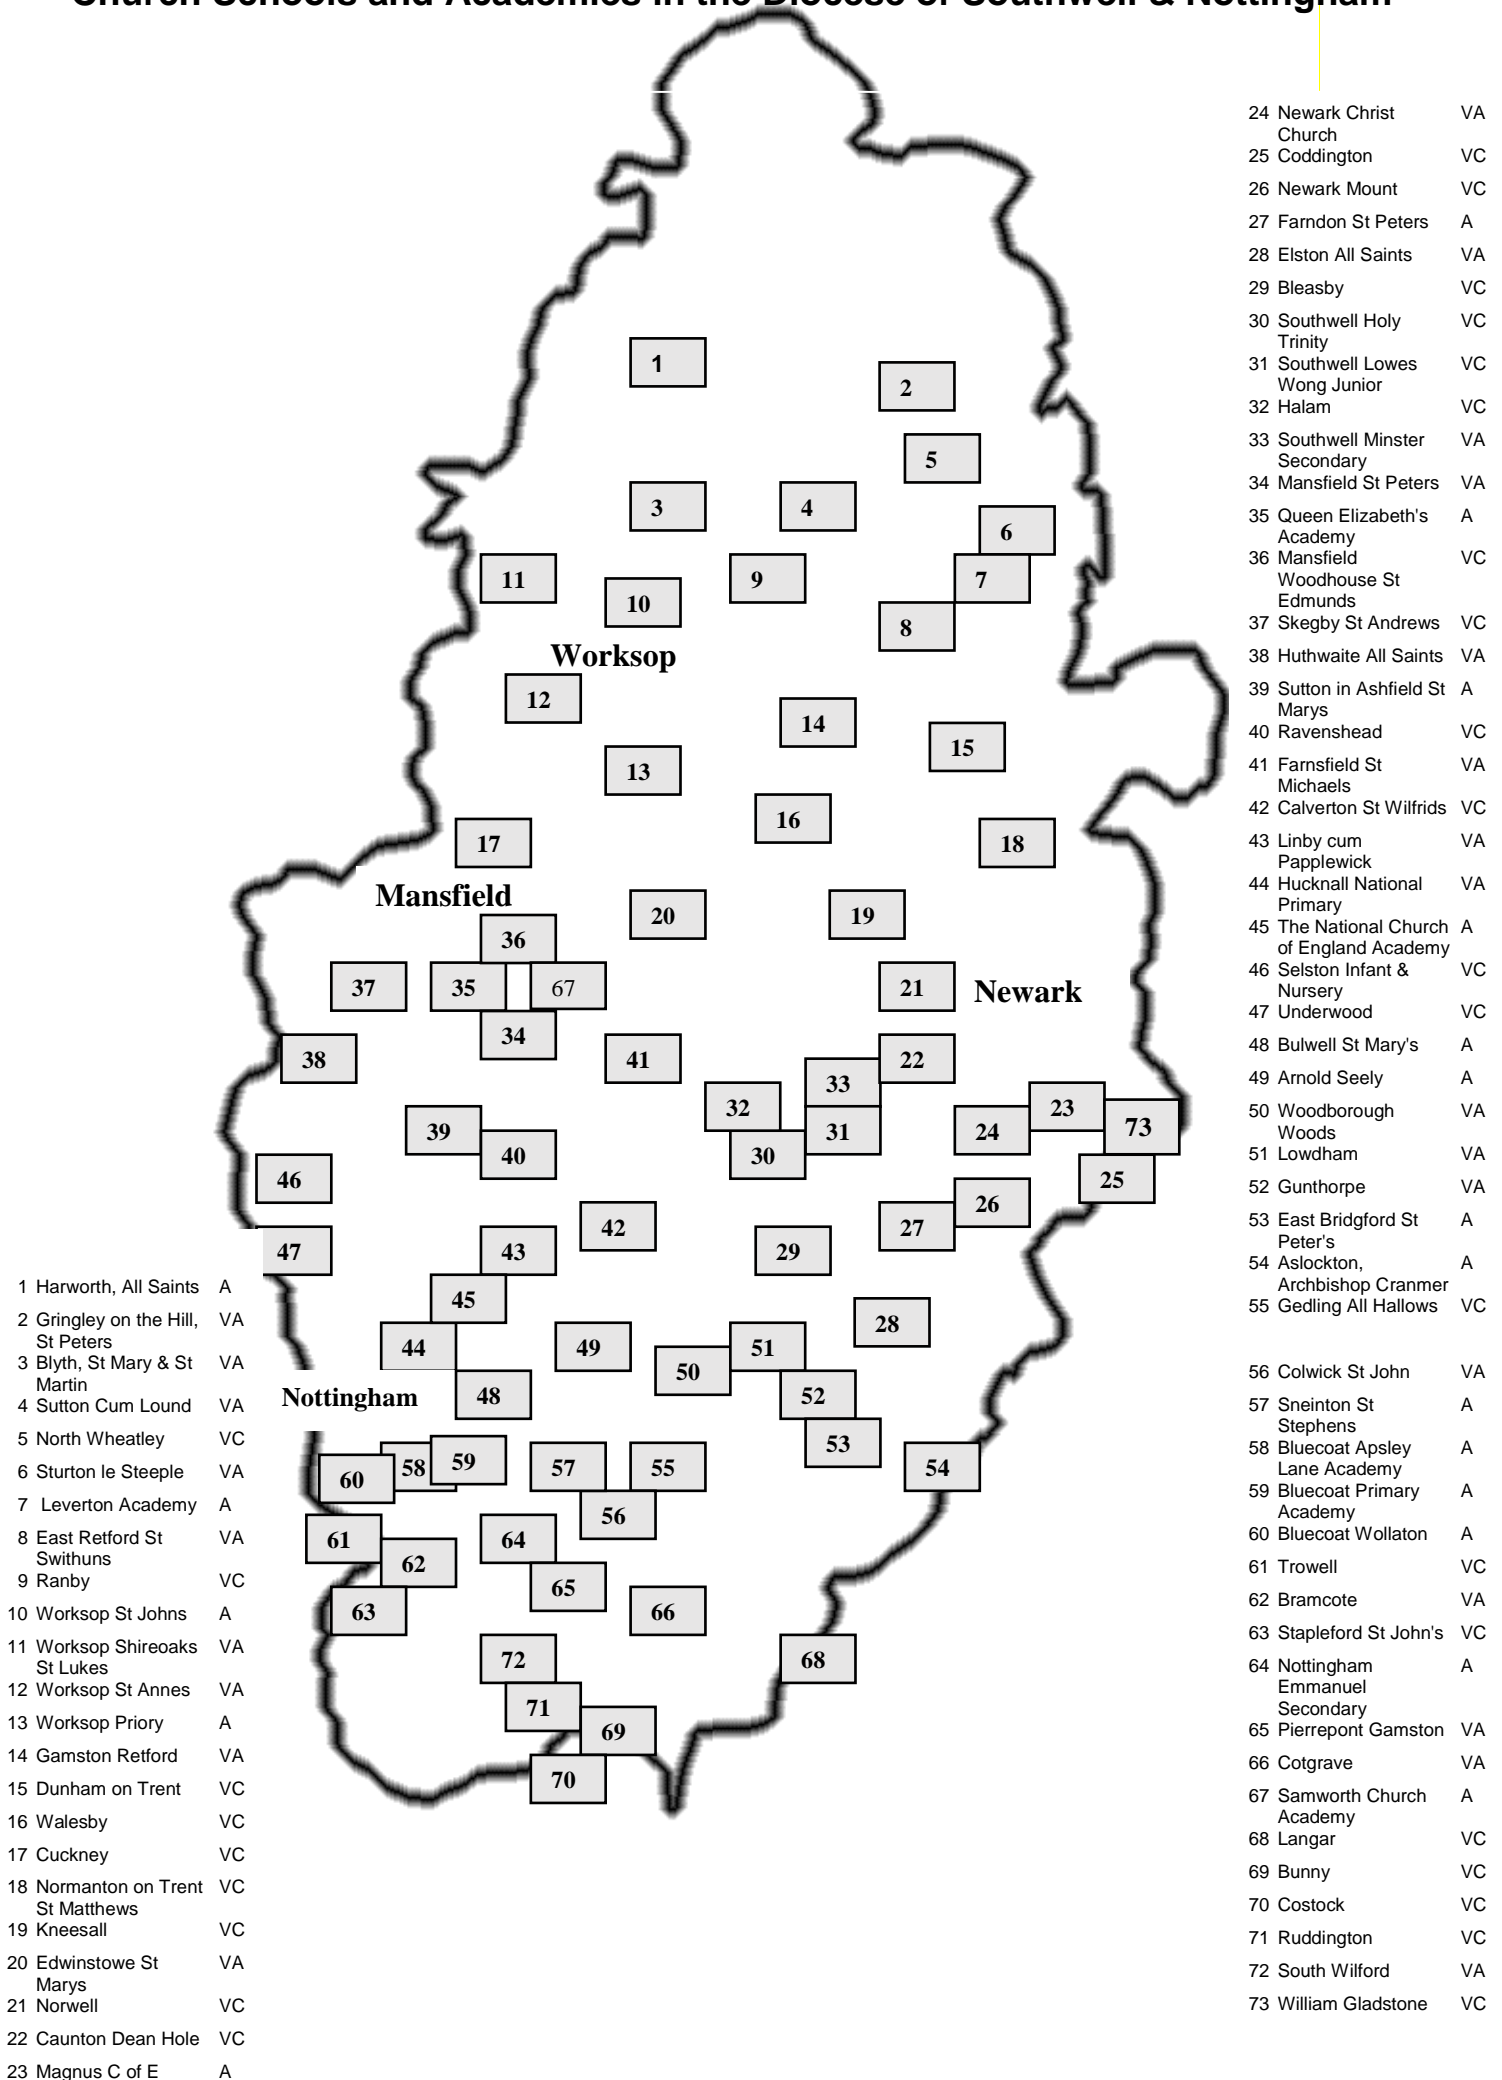 Church Schools and Academies in the Diocese of Southwell & Nottingham
1
2
5
3
4
6
11
9
7
10
8
Worksop
12
14
15
13
16
17
18
Mansfield
20
19
36
37
35
67
21
Newark
34
38
41
22
33
32
23
73
39
31
24
40
30
46
25
26
42
27
47
43
29
45
28
44
49
51
50
Nottingham
48
52
53
60
58
59
57
55
54
56
61
64
62
65
63
66
72
68
71
69
70
1 Harworth, All Saints A
2 Gringley on the Hill, VA
St Peters
3 Blyth, St Mary & St VA
Martin
4 Sutton Cum Lound VA
5 North Wheatley VC
6 Sturton le Steeple VA
7 Leverton Academy A
8 East Retford St VA
Swithuns
9 Ranby VC
10 Worksop St Johns A
11 Worksop Shireoaks VA
St Lukes
12 Worksop St Annes VA
13 Worksop Priory A
14 Gamston Retford VA
15 Dunham on Trent VC
16 Walesby VC
17 Cuckney VC
18 Normanton on Trent VC
St Matthews
19 Kneesall VC
20 Edwinstowe St VA
Marys
21 Norwell VC
22 Caunton Dean Hole VC
23 Magnus C of E A
24 Newark Christ VA
Church
25 Coddington VC
26 Newark Mount VC
27 Farndon St Peters A
28 Elston All Saints VA
29 Bleasby VC
30 Southwell Holy VC
Trinity
31 Southwell Lowes VC
Wong Junior
32 Halam VC
33 Southwell Minster VA
Secondary
34 Mansfield St Peters VA
35 Queen Elizabeth's A
Academy
36 Mansfield VC
Woodhouse St
Edmunds
37 Skegby St Andrews VC
38 Huthwaite All Saints VA
39 Sutton in Ashfield St A
Marys
40 Ravenshead VC
41 Farnsfield St VA
Michaels
42 Calverton St Wilfrids VC
43 Linby cum VA
Papplewick
44 Hucknall National VA
Primary
45 The National Church A
of England Academy
46 Selston Infant & VC
Nursery
47 Underwood VC
48 Bulwell St Mary's A
49 Arnold Seely A
50 Woodborough VA
Woods
51 Lowdham VA
52 Gunthorpe VA
53 East Bridgford St A
Peter's
54 Aslockton, A
Archbishop Cranmer
55 Gedling All Hallows VC
56 Colwick St John VA
57 Sneinton St A
Stephens
58 Bluecoat Apsley A
Lane Academy
59 Bluecoat Primary A
Academy
60 Bluecoat Wollaton A
61 Trowell VC
62 Bramcote VA
63 Stapleford St John's VC
64 Nottingham A
Emmanuel
Secondary
65 Pierrepont Gamston VA
66 Cotgrave VA
67 Samworth Church A
Academy
68 Langar VC
69 Bunny VC
70 Costock VC
71 Ruddington VC
72 South Wilford VA
73 William Gladstone VC